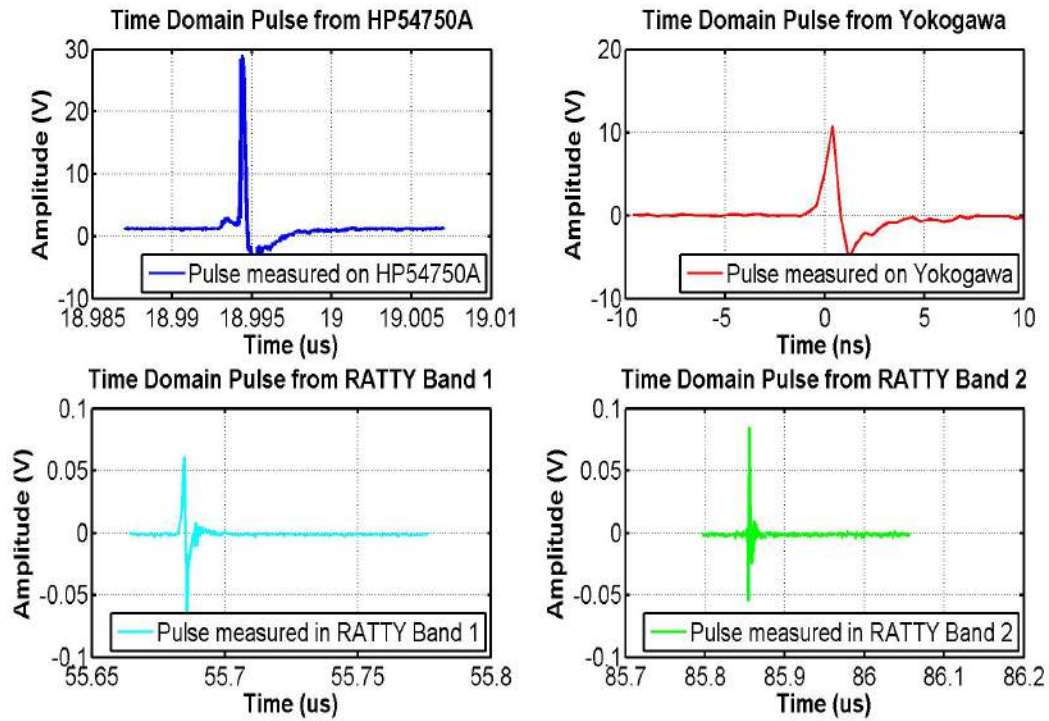 Time Domain Pulse from HP54750A
30
20
10
0
-10
Amplitude (V)
Pulse measured on HP54750A
18.985 18.99 18.995 19 19.005 19.01
Time (us)
Time Domain Pulse from Yokogawa
20
10
0
-10
Amplitude (V)
Pulse measured on Yokogawa
-10 -5 0 5 10
Time (ns)
Time Domain Pulse from RATTY Band 1
0.1
0.05
0
-0.05
-0.1
Amplitude (V)
Pulse measured in RATTY Band 1
55.65 55.7 55.75 55.8
Time (us)
Time Domain Pulse from RATTY Band 2
0.1
0.05
0
-0.05
-0.1
Amplitude (V)
Pulse measured in RATTY Band 2
85.7 85.8 85.9 86 86.1 86.2
Time (us)